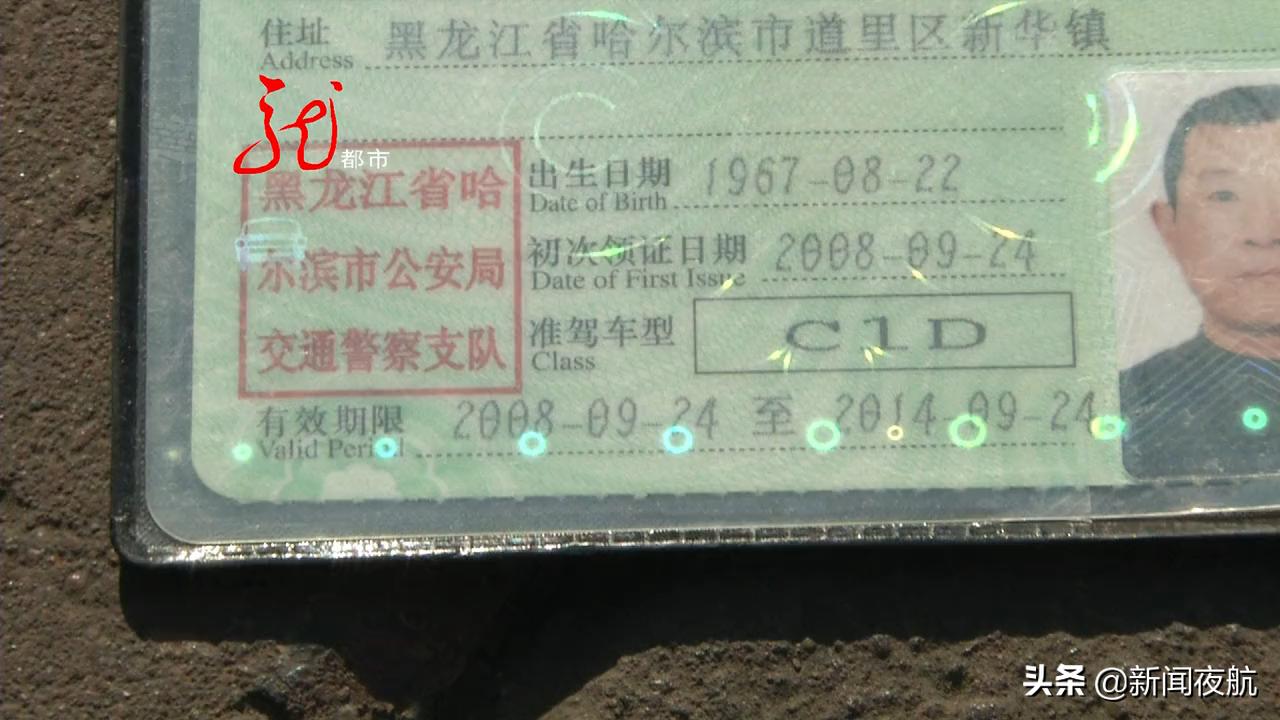 住址 黑龙江省哈尔滨市道里区新华镇
Address
龙
都市
黑龙江省哈
尔滨市公安局
交通警察支队
出生日期 1967-08-22
Date of Birth
初次领证日期 2008-09-24
Date of First Issue
准驾车型 C1D
Class
有效期限 2008-09-24 至 2014-09-24
Valid Period
头条 @新闻夜航